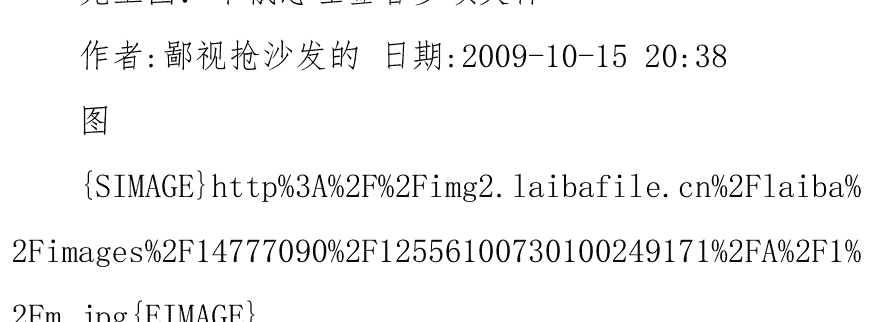 作者:鄙视抢沙发的 日期:2009-10-15 20:38
图
{SIMAGE}http%3A%2F%2Fimg2.laibafile.cn%2Flaiba%
2Fimages%2F14777090%2F12556100730100249171%2FA%2F1%
2Fm.jpg{EIMAGE}